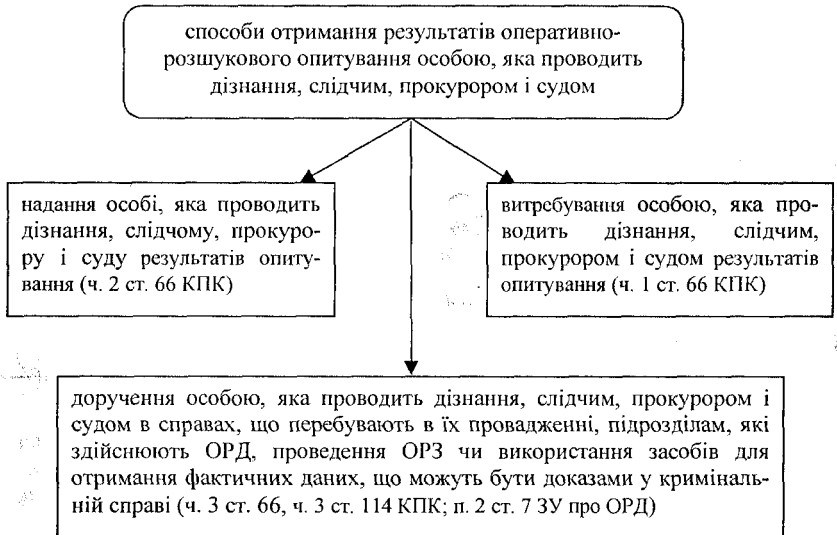 способи отримання результатів оперативно-
розшукового опитування особою, яка проводить
дізнання, слідчим, прокурором і судом
надання особі, яка проводить
дізнання, слідчому, прокуро-
ру і суду результатів опиту-
вання (ч. 2 ст. 66 КПК)
витребування особою, яка про-
водить дізнання, слідчим,
прокурором і судом результатів
опитування (ч. 1 ст. 66 КПК)
доручення особою, яка проводить дізнання, слідчим, прокурором і
судом в справах, що перебувають в їх провадженні, підрозділам, які
здійснюють ОРД, проведення ОРЗ чи використання засобів для
отримання фактичних даних, що можуть бути доказами у криміналь-
ній справі (ч. 3 ст. 66, ч. 3 ст. 114 КПК; п. 2 ст. 7 ЗУ про ОРД)